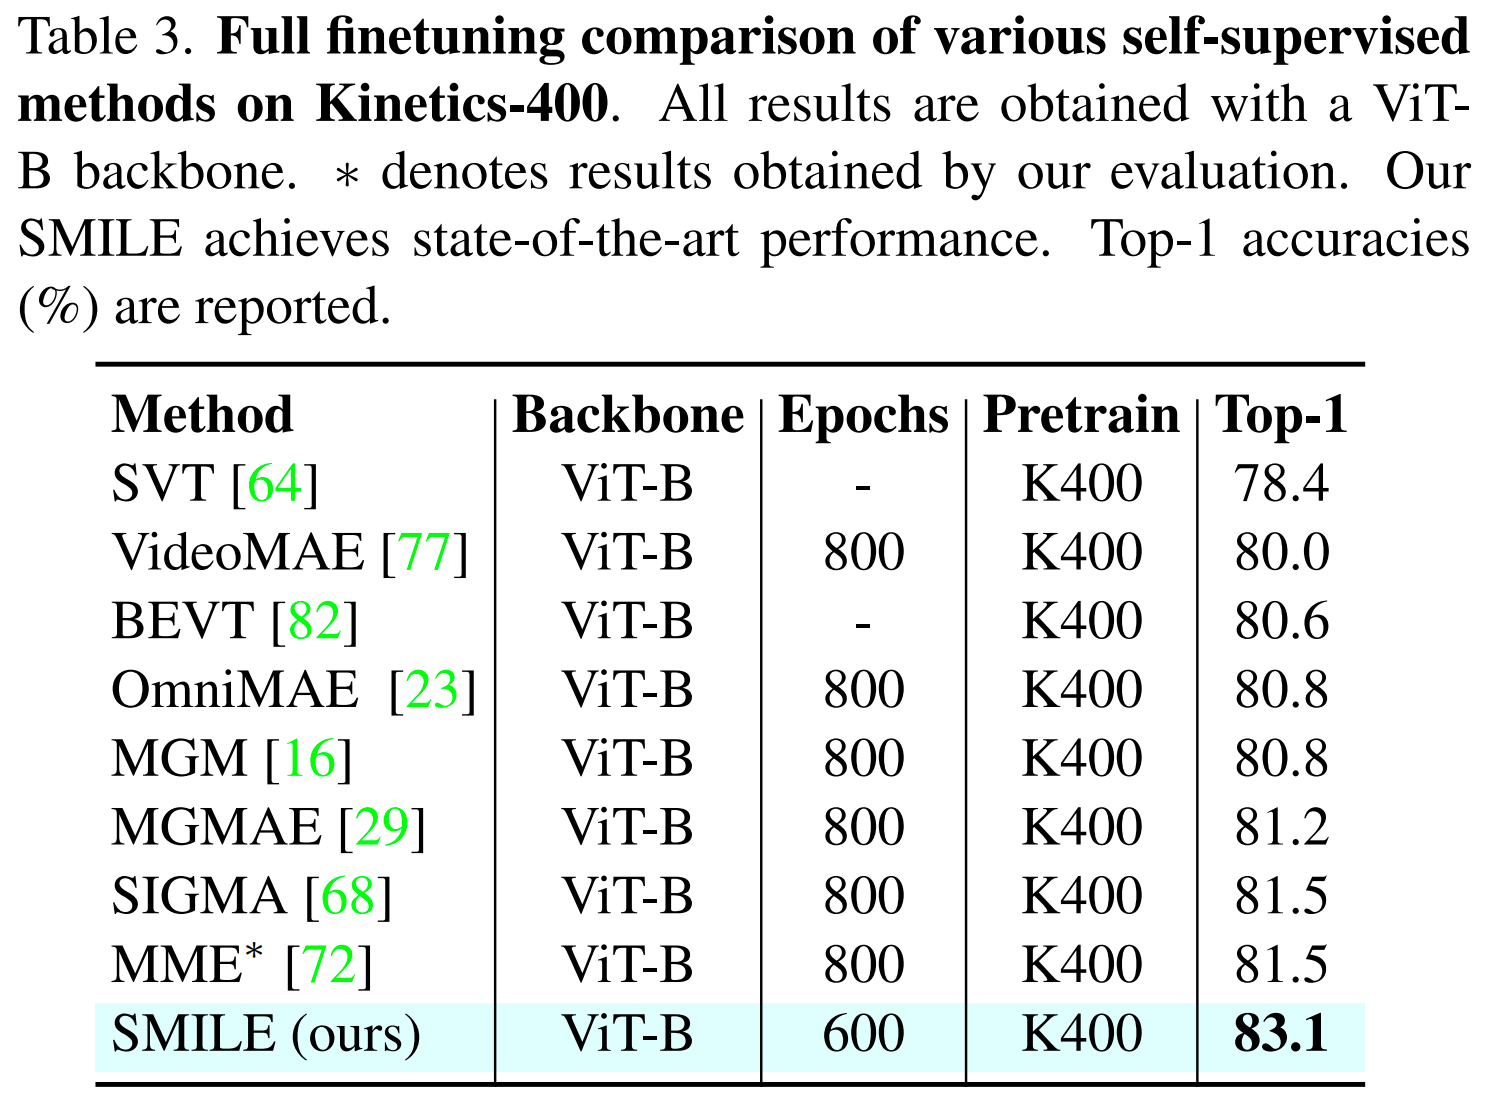 Table 3. Full finetuning comparison of various self-supervised
methods on Kinetics-400. All results are obtained with a ViT-
B backbone. * denotes results obtained by our evaluation. Our
SMILE achieves state-of-the-art performance. Top-1 accuracies
(%) are reported.
Method Backbone Epochs Pretrain Top-1
SVT [64] ViT-B - K400 78.4
VideoMAE [77] ViT-B 800 K400 80.0
BEVT [82] ViT-B - K400 80.6
OmniMAE [23] ViT-B 800 K400 80.8
MGM [16] ViT-B 800 K400 80.8
MGMAE [29] ViT-B 800 K400 81.2
SIGMA [68] ViT-B 800 K400 81.5
MME* [72] ViT-B 800 K400 81.5
SMILE (ours) ViT-B 600 K400 83.1